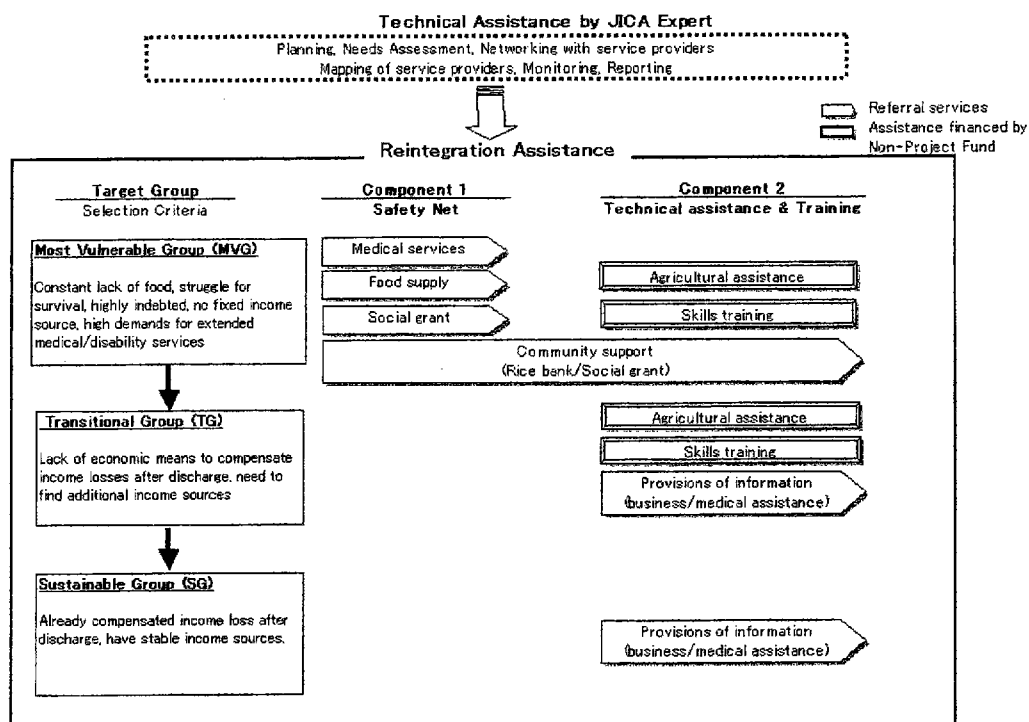 Technical Assistance by JICA Expert
Planning, Needs Assessment, Networking with service providers
Mapping of service providers, Monitoring, Reporting
Referral services
Assistance financed by
Non-Project Fund
Reintegration Assistance
Target Group
Selection Criteria
Component 1
Safety Net
Component 2
Technical assistance & Training
Most Vulnerable Group (MVG)
Constant lack of food, struggle for
survival, highly indebted, no fixed income
source, high demands for extended
medical/disability services
Medical services
Food supply
Social grant
Agricultural assistance
Skills training
Community support
(Rice bank/Social grant)
Transitional Group (TG)
Lack of economic means to compensate
income losses after discharge, need to
find additional income sources
Agricultural assistance
Skills training
Provisions of information
(business/medical assistance)
Sustainable Group (SG)
Already compensated income loss after
discharge, have stable income sources.
Provisions of information
(business/medical assistance)